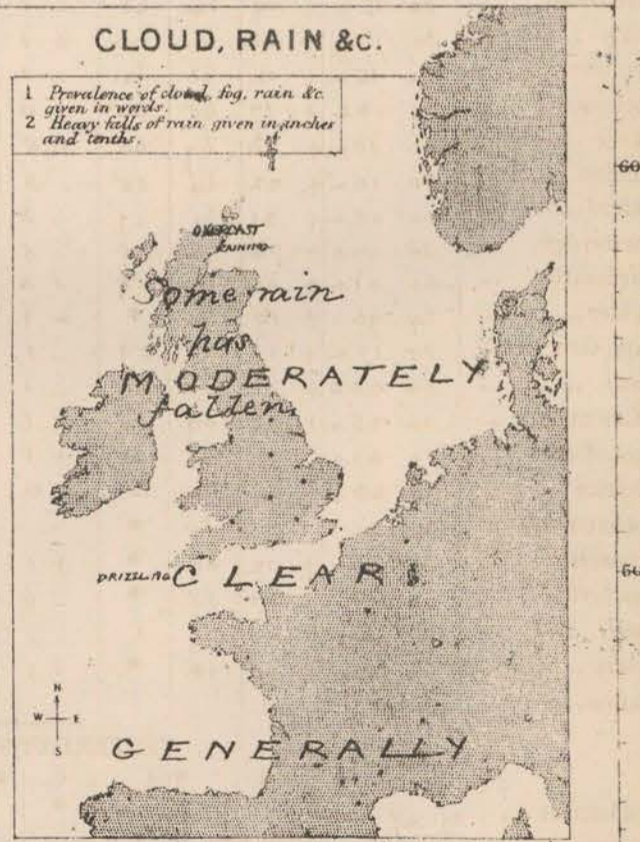 CLOUD, RAIN &c.
1 Prevalence of cloud, fog, rain &c.
given in words.
2 Heavy falls of rain given in inches
and tenths.
60
OVERCAST
RAINING
Some rain
has
MODERATELY
fallen.
DRIZZLING
CLEAR
N
W E
S
GENERALLY